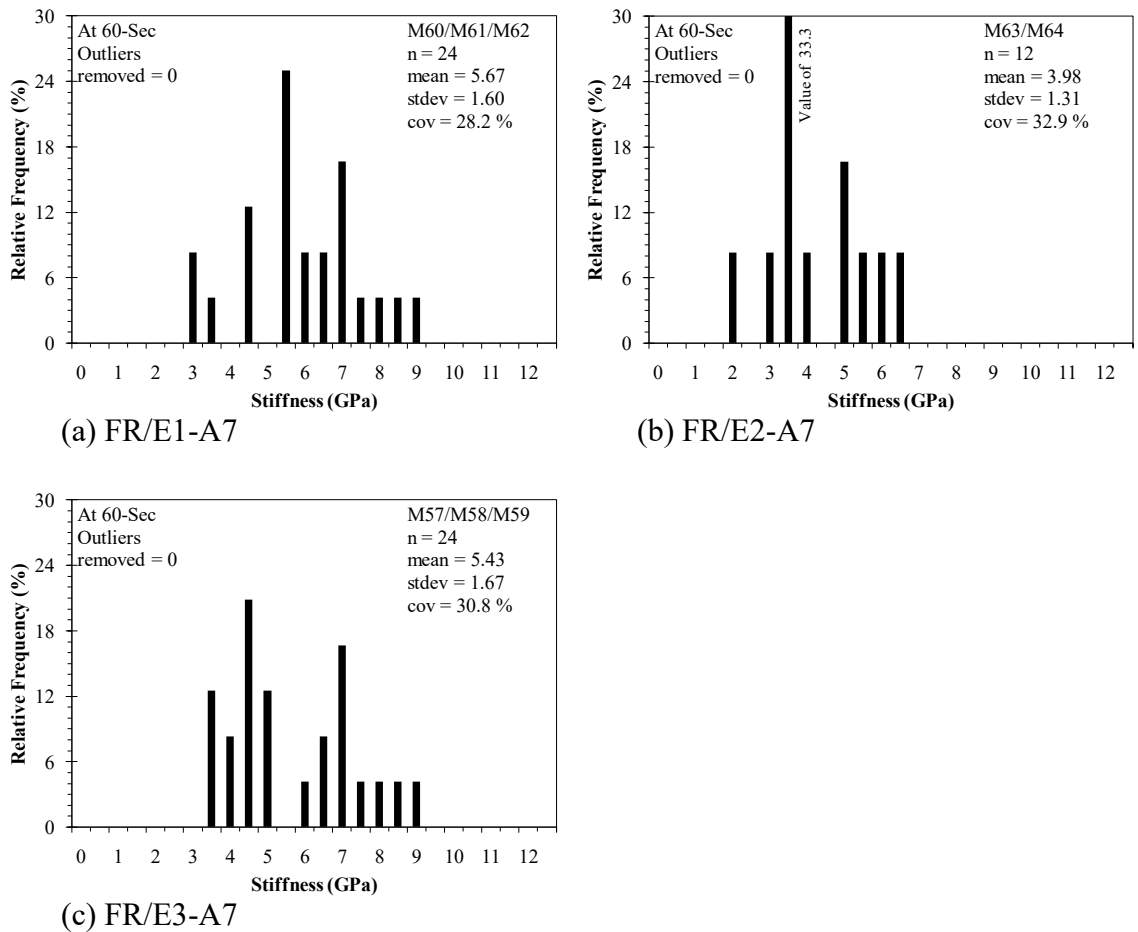 30
24
18
12
6
0
Relative Frequency (%)
At 60-Sec
Outliers
removed = 0
M60/M61/M62
n = 24
mean = 5.67
stdev = 1.60
cov = 28.2 %
0 1 2 3 4 5 6 7 8 9 10 11 12
Stiffness (GPa)
(a) FR/E1-A7
30
24
18
12
6
0
Relative Frequency (%)
At 60-Sec
Outliers
removed = 0
Value of 33.3
M63/M64
n = 12
mean = 3.98
stdev = 1.31
cov = 32.9 %
0 1 2 3 4 5 6 7 8 9 10 11 12
Stiffness (GPa)
(b) FR/E2-A7
30
24
18
12
6
0
Relative Frequency (%)
At 60-Sec
Outliers
removed = 0
M57/M58/M59
n = 24
mean = 5.43
stdev = 1.67
cov = 30.8 %
0 1 2 3 4 5 6 7 8 9 10 11 12
Stiffness (GPa)
(c) FR/E3-A7